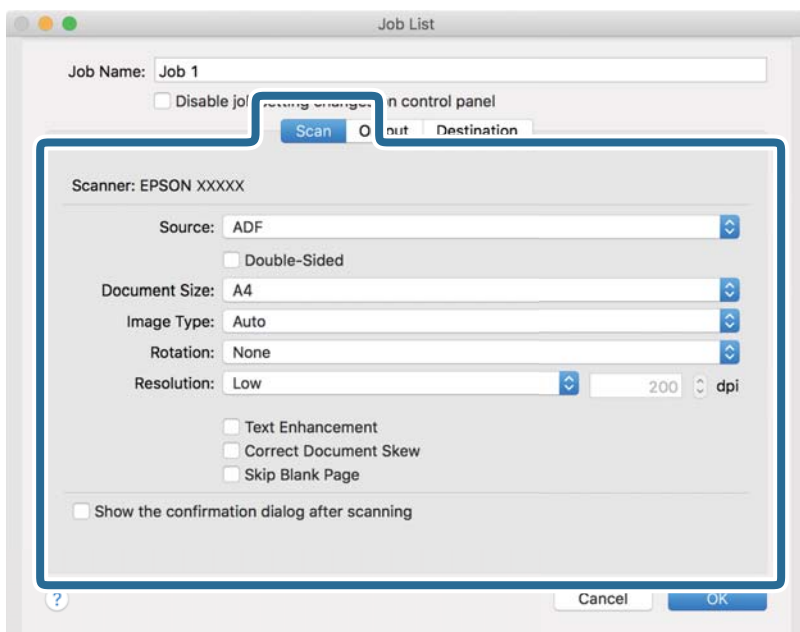 Job List
Job Name: Job 1
Disable control panel
Scan Destination
Scanner: EPSON XXXXX
Source: ADF
Double-Sided
Document Size: A4
Image Type: Auto
Rotation: None
Resolution: Low 200 dpi
Text Enhancement
Correct Document Skew
Skip Blank Page
Show the confirmation dialog after scanning
?
Cancel OK